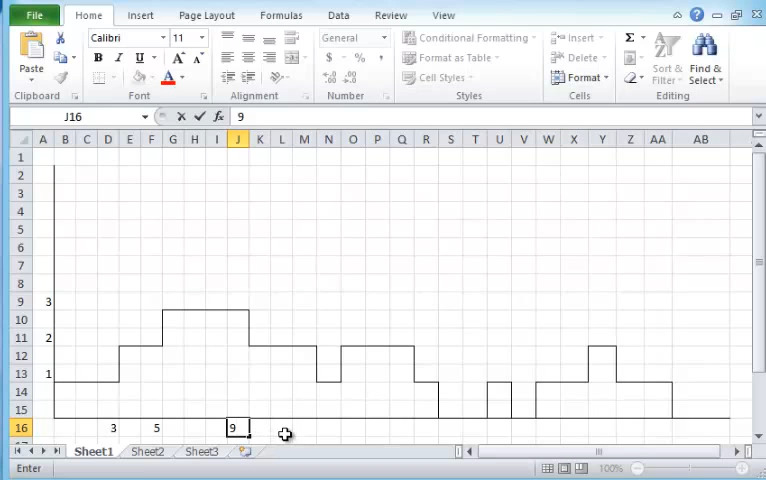 File Home Insert Page Layout Formulas Data Review View
Calibri 11 A A General Conditional Formatting Insert Σ
Paste B I U A $ % , Format as Table Delete Sort & Find &
.0 .00 Cell Styles Format Filter Select
Clipboard Font Alignment Number Styles Cells Editing
J16 fx 9
A B C D E F G H I J K L M N O P Q R S T U V W X Y Z AA AB
1
2
3
4
5
6
7
8
9 3
10
11 2
12
13 1
14
15
16 3 5 9
Sheet1 Sheet2 Sheet3
Enter 100%